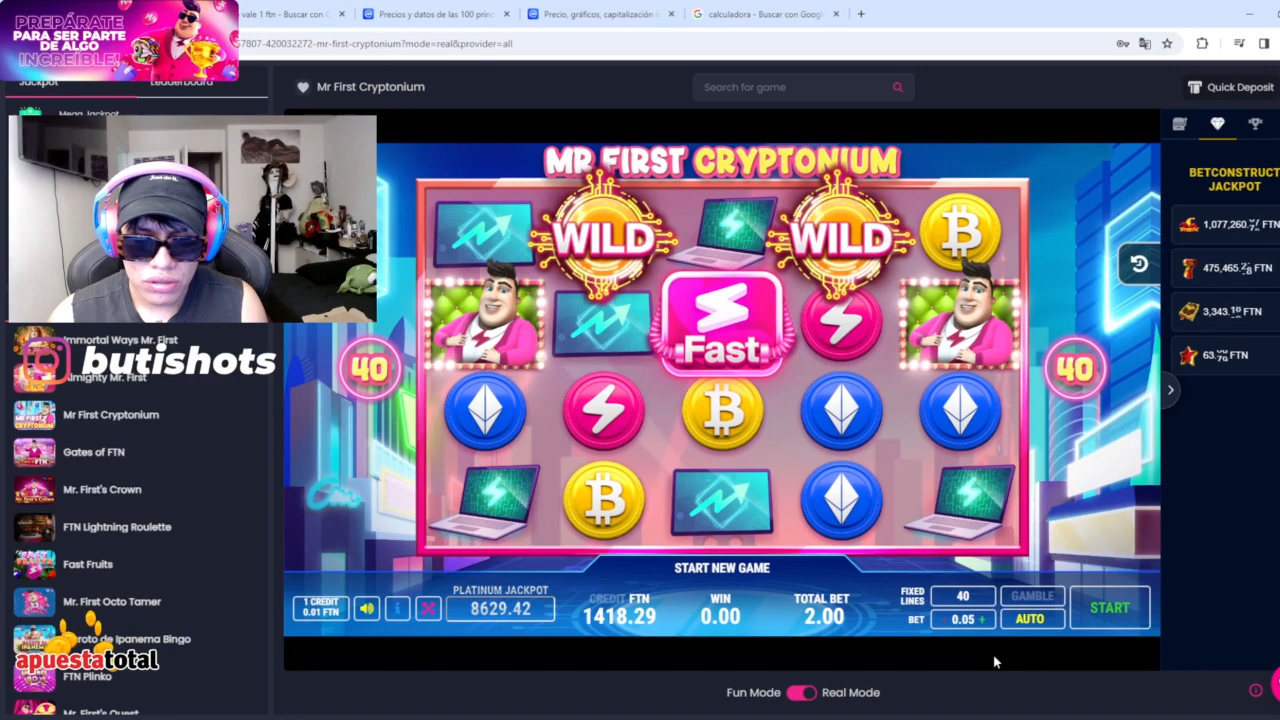 vale 1 ftn - Buscar con
Precios y datos de las 100 prin
Precio, gráficos, capitalización
calculadora - Buscar con Goog
PREPÁRATE
PARA SER PARTE
DE ALGO
INCREÍBLE!
57807-420032272-mr-first-cryptonium?mode=real&provider=all
Jackpot
Leaderboard
Mr First Cryptonium
Search for game
Quick Deposit
Mega Jackpot
MR FIRST CRYPTONIUM
WILD
WILD
Fast
40
40
BETCONSTRUCT
JACKPOT
1,077,260. FTN
475,465. FTN
3,343. FTN
63. FTN
Immortal Ways Mr. First
butishots
Almighty Mr. First
Mr First Cryptonium
Gates of FTN
Mr. First's Crown
FTN Lightning Roulette
Fast Fruits
Mr. First Octo Tamer
roto de Ipanema Bingo
apuestatotal
FTN Plinko
Mr. First's Quest
START NEW GAME
1 CREDIT
0.01 FTN
PLATINUM JACKPOT
8629.42
CREDIT FTN
1418.29
WIN
0.00
TOTAL BET
2.00
FIXED
LINES
40
GAMBLE
BET
- 0.05 +
AUTO
START
Fun Mode
Real Mode